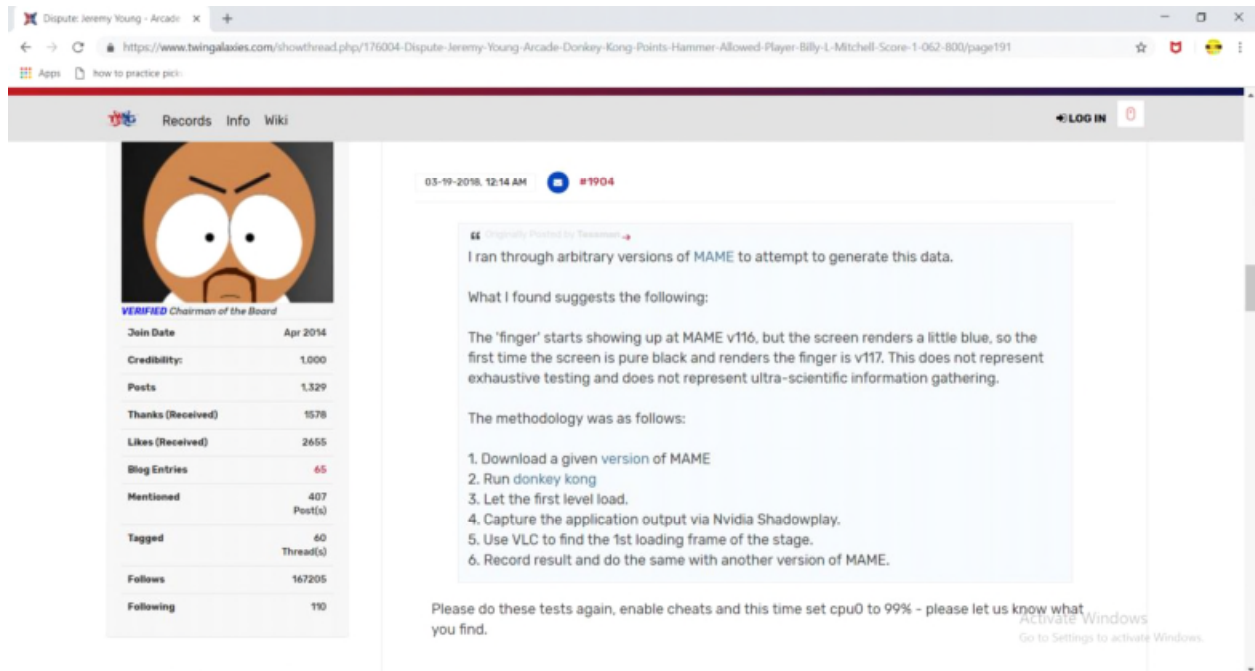 Dispute: Jeremy Young - Arcade
https://www.twingalaxies.com/showthread.php/176004-Dispute-Jeremy-Young-Arcade-Donkey-Kong-Points-Hammer-Allowed-Player-Billy-L-Mitchell-Score-1-062-800/page191
Apps how to practice pick
Records Info Wiki LOG IN
03-19-2018, 12:14 AM #1904
VERIFIED Chairman of the Board
Join Date Apr 2014
Credibility: 1,000
Posts 1,329
Thanks (Received) 1578
Likes (Received) 2655
Blog Entries 65
Mentioned 407
Post(s)
Tagged 60
Thread(s)
Follows 167205
Following 110
Originally Posted by
I ran through arbitrary versions of MAME to attempt to generate this data.
What I found suggests the following:
The 'finger' starts showing up at MAME v116, but the screen renders a little blue, so the
first time the screen is pure black and renders the finger is v117. This does not represent
exhaustive testing and does not represent ultra-scientific information gathering.
The methodology was as follows:
1. Download a given version of MAME
2. Run donkey kong
3. Let the first level load.
4. Capture the application output via Nvidia Shadowplay.
5. Use VLC to find the 1st loading frame of the stage.
6. Record result and do the same with another version of MAME.
Please do these tests again, enable cheats and this time set cpu0 to 99% - please let us know what
you find.
Activate Windows
Go to Settings to activate Windows.